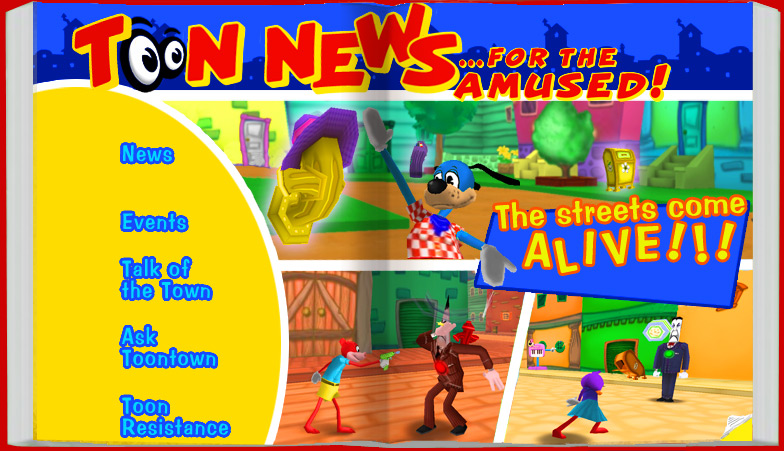 TOON NEWS
...FOR THE
AMUSED!
News
Events
Talk of
the Town
Ask
Toontown
Toon
Resistance
The streets come
ALIVE!!!